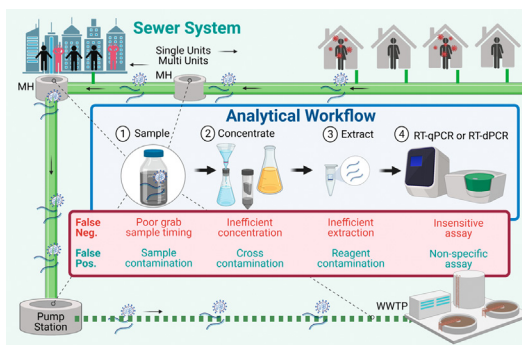 Sewer System
Single Units
Multi Units
MH
MH
Analytical Workflow
1 Sample
2 Concentrate
3 Extract
4 RT-qPCR or RT-dPCR
False Neg.
Poor grab sample timing
Inefficient concentration
Inefficient extraction
Insensitive assay
False Pos.
Sample contamination
Cross contamination
Reagent contamination
Non-specific assay
WWTP
Pump Station